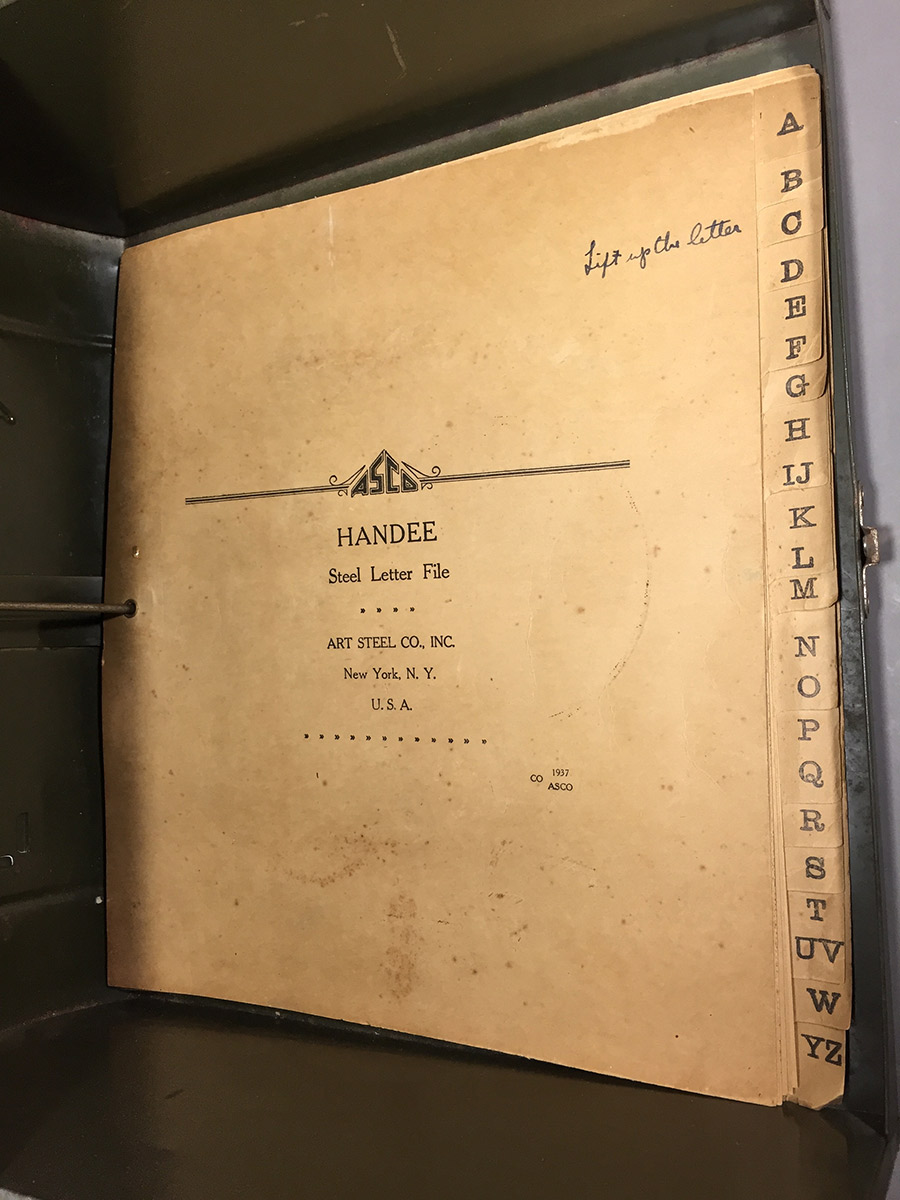 Lift up the letter
ASCO
HANDEE
Steel Letter File
» » » »
ART STEEL CO., INC.
New York, N. Y.
U. S. A.
» » » » » » » » » » » »
CO 1937
ASCO
A
B
C
D
E
F
G
H
IJ
K
L
M
N
O
P
Q
R
S
T
UV
W
YZ